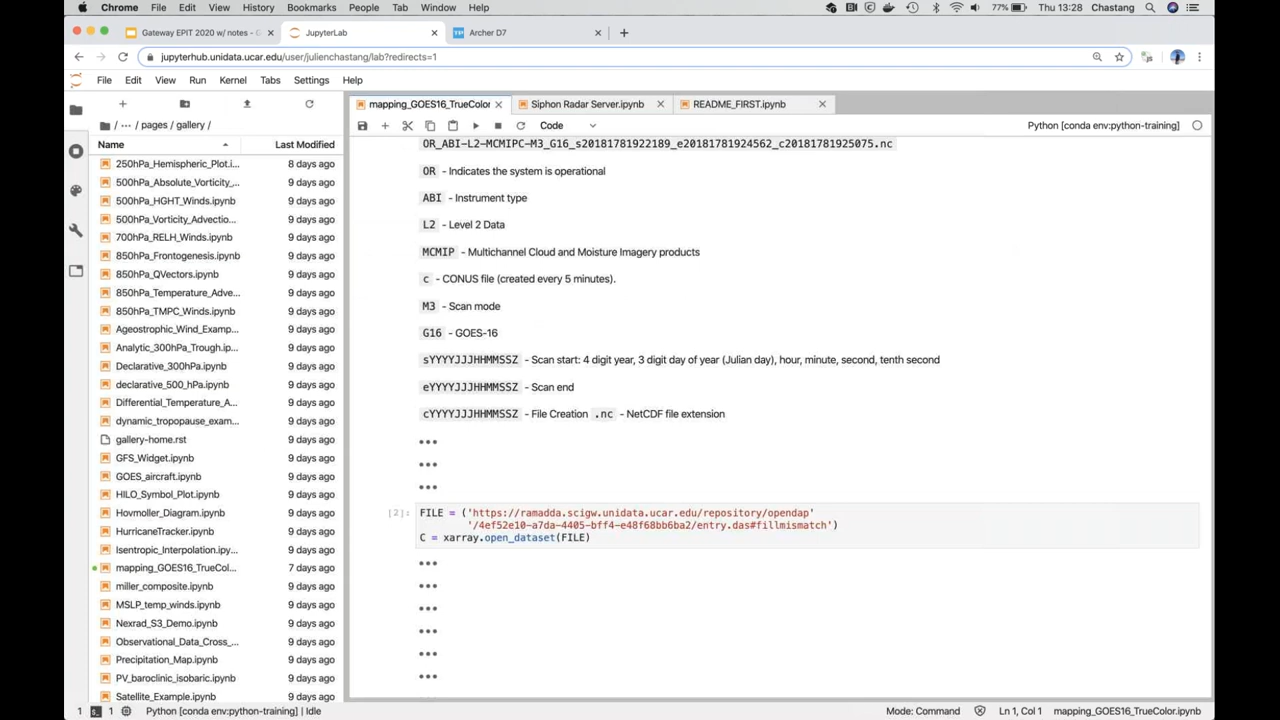 Chrome File Edit View History Bookmarks People Tab Window Help 77% Thu 13:28 Chastang
Gateway EPIT 2020 w/ notes - G JupyterLab Archer D7
jupyterhub.unidata.ucar.edu/user/julienchastang/lab?redirects=1
File Edit View Run Kernel Tabs Settings Help
mapping_GOES16_TrueColor Siphon Radar Server.ipynb README_FIRST.ipynb
/ ··· / pages / gallery /
Code Python [conda env:python-training]
Name Last Modified
250hPa_Hemispheric_Plot.i... 8 days ago
500hPa_Absolute_Vorticity_... 9 days ago
500hPa_HGHT_Winds.ipynb 9 days ago
500hPa_Vorticity_Advectio... 9 days ago
700hPa_RELH_Winds.ipynb 9 days ago
850hPa_Frontogenesis.ipynb 9 days ago
850hPa_QVectors.ipynb 9 days ago
850hPa_Temperature_Adve... 9 days ago
850hPa_TMPC_Winds.ipynb 9 days ago
Ageostrophic_Wind_Examp... 9 days ago
Analytic_300hPa_Trough.ip... 9 days ago
Declarative_300hPa.ipynb 9 days ago
declarative_500_hPa.ipynb 9 days ago
Differential_Temperature_A... 9 days ago
dynamic_tropopause_exam... 9 days ago
gallery-home.rst 9 days ago
GFS_Widget.ipynb 9 days ago
GOES_aircraft.ipynb 9 days ago
HILO_Symbol_Plot.ipynb 9 days ago
Hovmoller_Diagram.ipynb 9 days ago
HurricaneTracker.ipynb 9 days ago
Isentropic_Interpolation.ipy... 9 days ago
mapping_GOES16_TrueCol... 7 days ago
miller_composite.ipynb 9 days ago
MSLP_temp_winds.ipynb 9 days ago
Nexrad_S3_Demo.ipynb 9 days ago
Observational_Data_Cross_... 9 days ago
Precipitation_Map.ipynb 9 days ago
PV_baroclinic_isobaric.ipynb 9 days ago
Satellite_Example.ipynb 9 days ago
OR_ABI-L2-MCMIPC-M3_G16_s20181781922189_e20181781924562_c20181781925075.nc
OR - Indicates the system is operational
ABI - Instrument type
L2 - Level 2 Data
MCMIP - Multichannel Cloud and Moisture Imagery products
c - CONUS file (created every 5 minutes).
M3 - Scan mode
G16 - GOES-16
sYYYYJJJHHMMSSZ - Scan start: 4 digit year, 3 digit day of year (Julian day), hour, minute, second, tenth second
eYYYYJJJHHMMSSZ - Scan end
cYYYYJJJHHMMSSZ - File Creation .nc - NetCDF file extension
[2]: FILE = ('https://ramadda.scigw.unidata.ucar.edu/repository/opendap'
'/4ef52e10-a7da-4405-bff4-e48f68bb6ba2/entry.das#fillmismatch')
C = xarray.open_dataset(FILE)
1 1 Python [conda env:python-training] | Idle Mode: Command Ln 1, Col 1 mapping_GOES16_TrueColor.ipynb